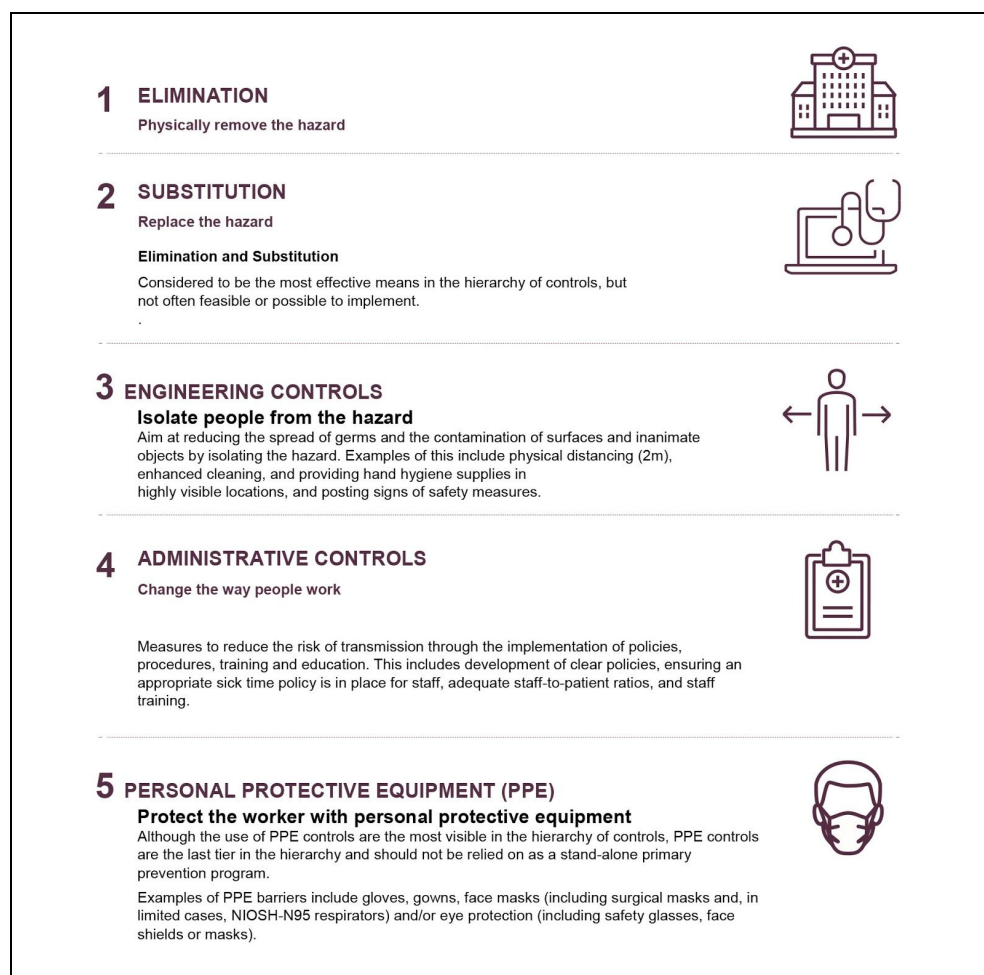 1 ELIMINATION
Physically remove the hazard
2 SUBSTITUTION
Replace the hazard
Elimination and Substitution
Considered to be the most effective means in the hierarchy of controls, but
not often feasible or possible to implement.
.
3 ENGINEERING CONTROLS
Isolate people from the hazard
Aim at reducing the spread of germs and the contamination of surfaces and inanimate
objects by isolating the hazard. Examples of this include physical distancing (2m),
enhanced cleaning, and providing hand hygiene supplies in
highly visible locations, and posting signs of safety measures.
4 ADMINISTRATIVE CONTROLS
Change the way people work
Measures to reduce the risk of transmission through the implementation of policies,
procedures, training and education. This includes development of clear policies, ensuring an
appropriate sick time policy is in place for staff, adequate staff-to-patient ratios, and staff
training.
5 PERSONAL PROTECTIVE EQUIPMENT (PPE)
Protect the worker with personal protective equipment
Although the use of PPE controls are the most visible in the hierarchy of controls, PPE controls
are the last tier in the hierarchy and should not be relied on as a stand-alone primary
prevention program.
Examples of PPE barriers include gloves, gowns, face masks (including surgical masks and, in
limited cases, NIOSH-N95 respirators) and/or eye protection (including safety glasses, face
shields or masks).